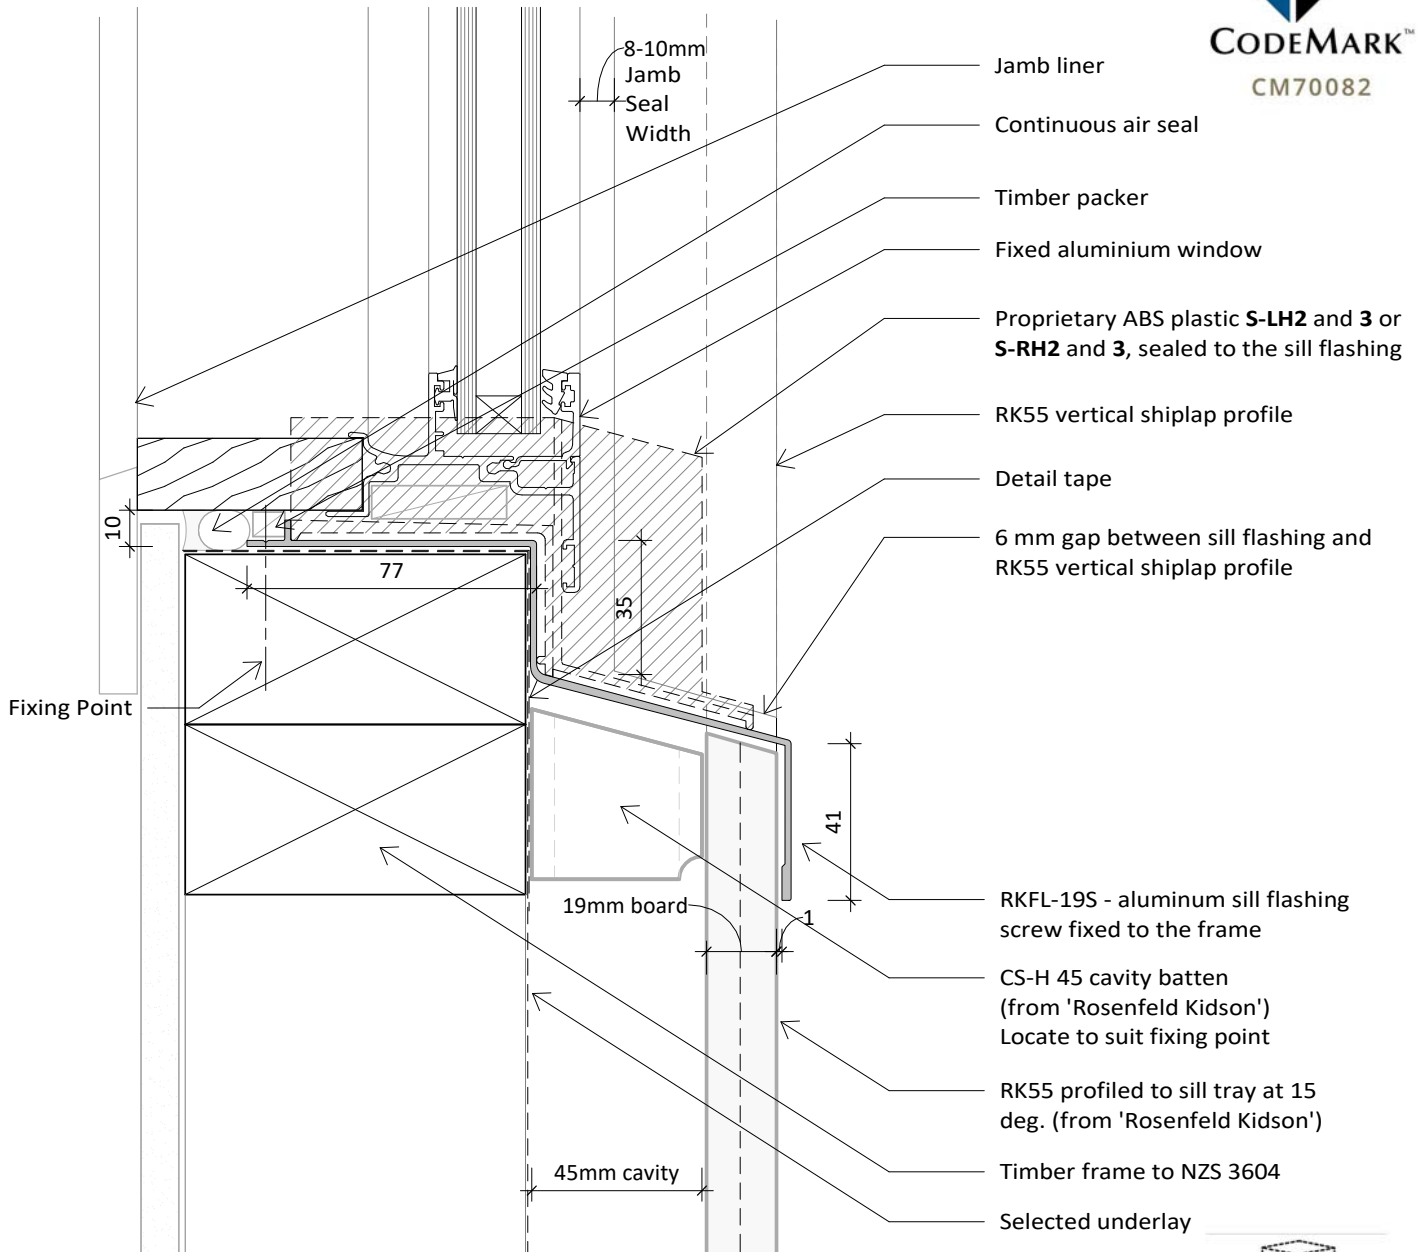 CODEMARK™
CM70082
8-10mm
Jamb
Seal
Width
Jamb liner
Continuous air seal
Timber packer
Fixed aluminium window
Proprietary ABS plastic S-LH2 and 3 or
S-RH2 and 3, sealed to the sill flashing
RK55 vertical shiplap profile
Detail tape
6 mm gap between sill flashing and
RK55 vertical shiplap profile
10
77
35
Fixing Point
41
19mm board
1
RKFL-19S - aluminum sill flashing
screw fixed to the frame
CS-H 45 cavity batten
(from 'Rosenfeld Kidson')
Locate to suit fixing point
RK55 profiled to sill tray at 15
deg. (from 'Rosenfeld Kidson')
45mm cavity
Timber frame to NZS 3604
Selected underlay